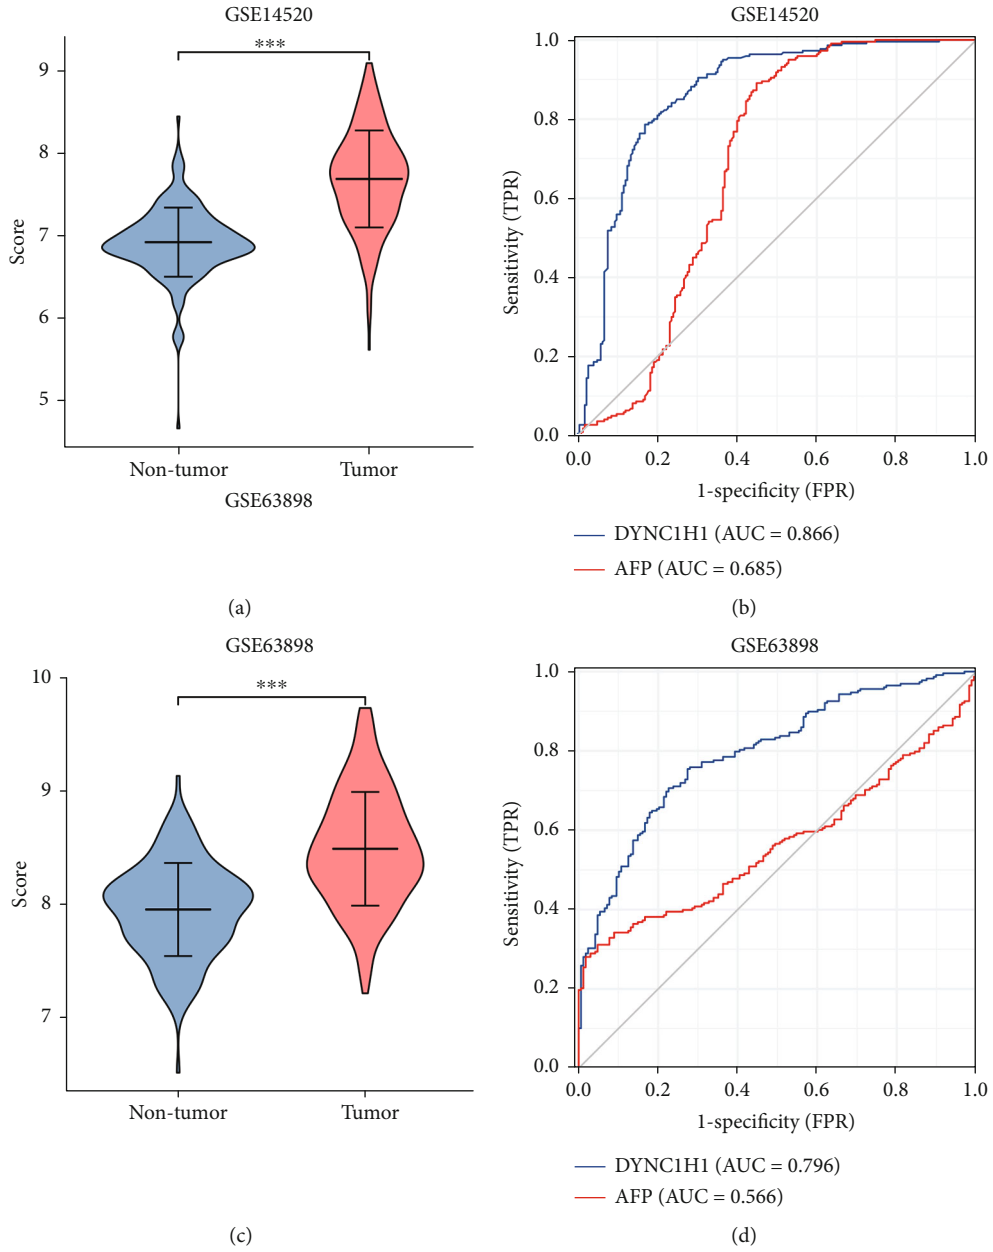 GSE14520
***
9
8
7
6
5
Score
Non-tumor Tumor
GSE63898
(a)
GSE14520
1.0
0.8
0.6
0.4
0.2
0.0
Sensitivity (TPR)
0.0 0.2 0.4 0.6 0.8 1.0
1-specificity (FPR)
DYNC1H1 (AUC = 0.866)
AFP (AUC = 0.685)
(b)
GSE63898
***
10
9
8
7
Score
Non-tumor Tumor
(c)
GSE63898
1.0
0.8
0.6
0.4
0.2
0.0
Sensitivity (TPR)
0.0 0.2 0.4 0.6 0.8 1.0
1-specificity (FPR)
DYNC1H1 (AUC = 0.796)
AFP (AUC = 0.566)
(d)